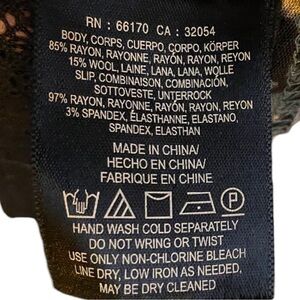 RN : 66170 CA : 32054
BODY, CORPS, CUERPO, CORPO, KÖRPER
85% RAYON, RAYONNE, RAYÓN, RAYON, REYON
15% WOOL, LAINE, LANA, LANA, WOLLE
SLIP, COMBINAISON, COMBINACIÓN,
SOTTOVESTE, UNTERROCK
97% RAYON, RAYONNE, RAYÓN, RAYON, REYON
3% SPANDEX, ÉLASTHANNE, ELASTANO,
SPANDEX, ELASTHAN
MADE IN CHINA/
HECHO EN CHINA/
FABRIQUE EN CHINE
HAND WASH COLD SEPARATELY
DO NOT WRING OR TWIST
USE ONLY NON-CHLORINE BLEACH
LINE DRY, LOW IRON AS NEEDED,
MAY BE DRY CLEANED